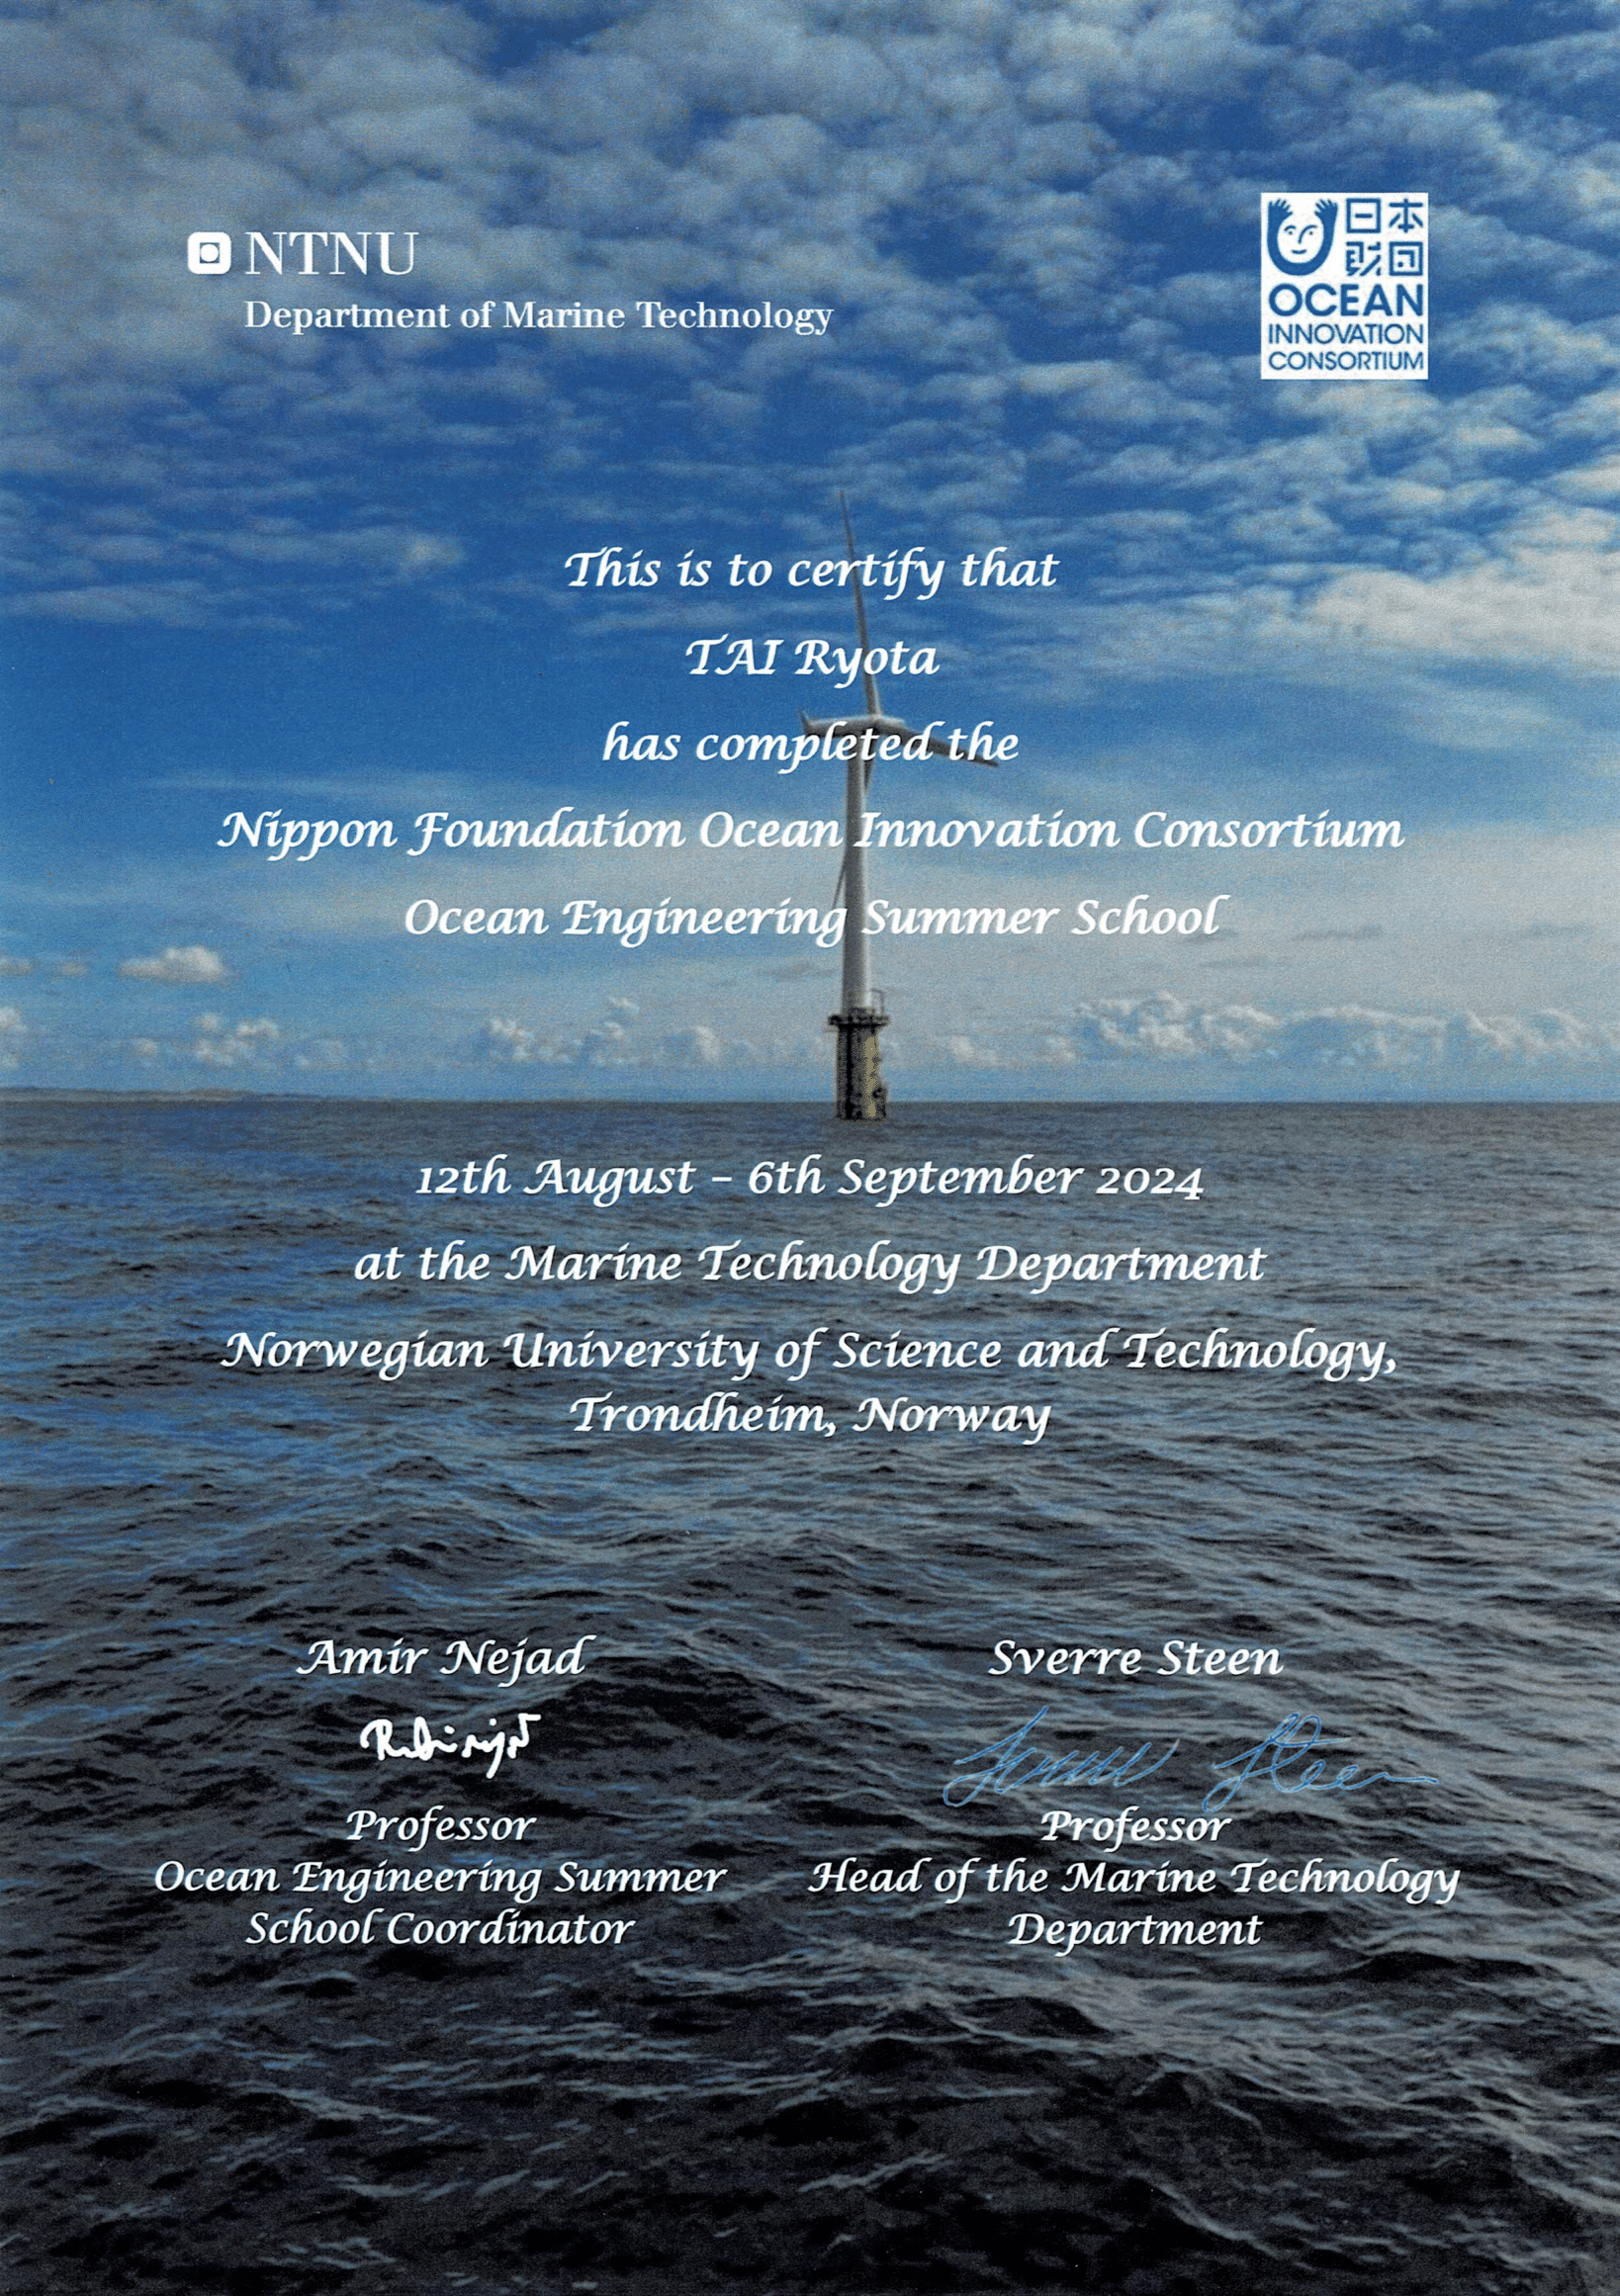 NTNU
Department of Marine Technology
日本
財団
OCEAN
INNOVATION
CONSORTIUM
This is to certify that
TAI Ryota
has completed the
Nippon Foundation Ocean Innovation Consortium
Ocean Engineering Summer School
12th August – 6th September 2024
at the Marine Technology Department
Norwegian University of Science and Technology,
Trondheim, Norway
Amir Nejad
Sverre Steen
Sverre Steen
Professor
Ocean Engineering Summer
School Coordinator
Professor
Head of the Marine Technology
Department